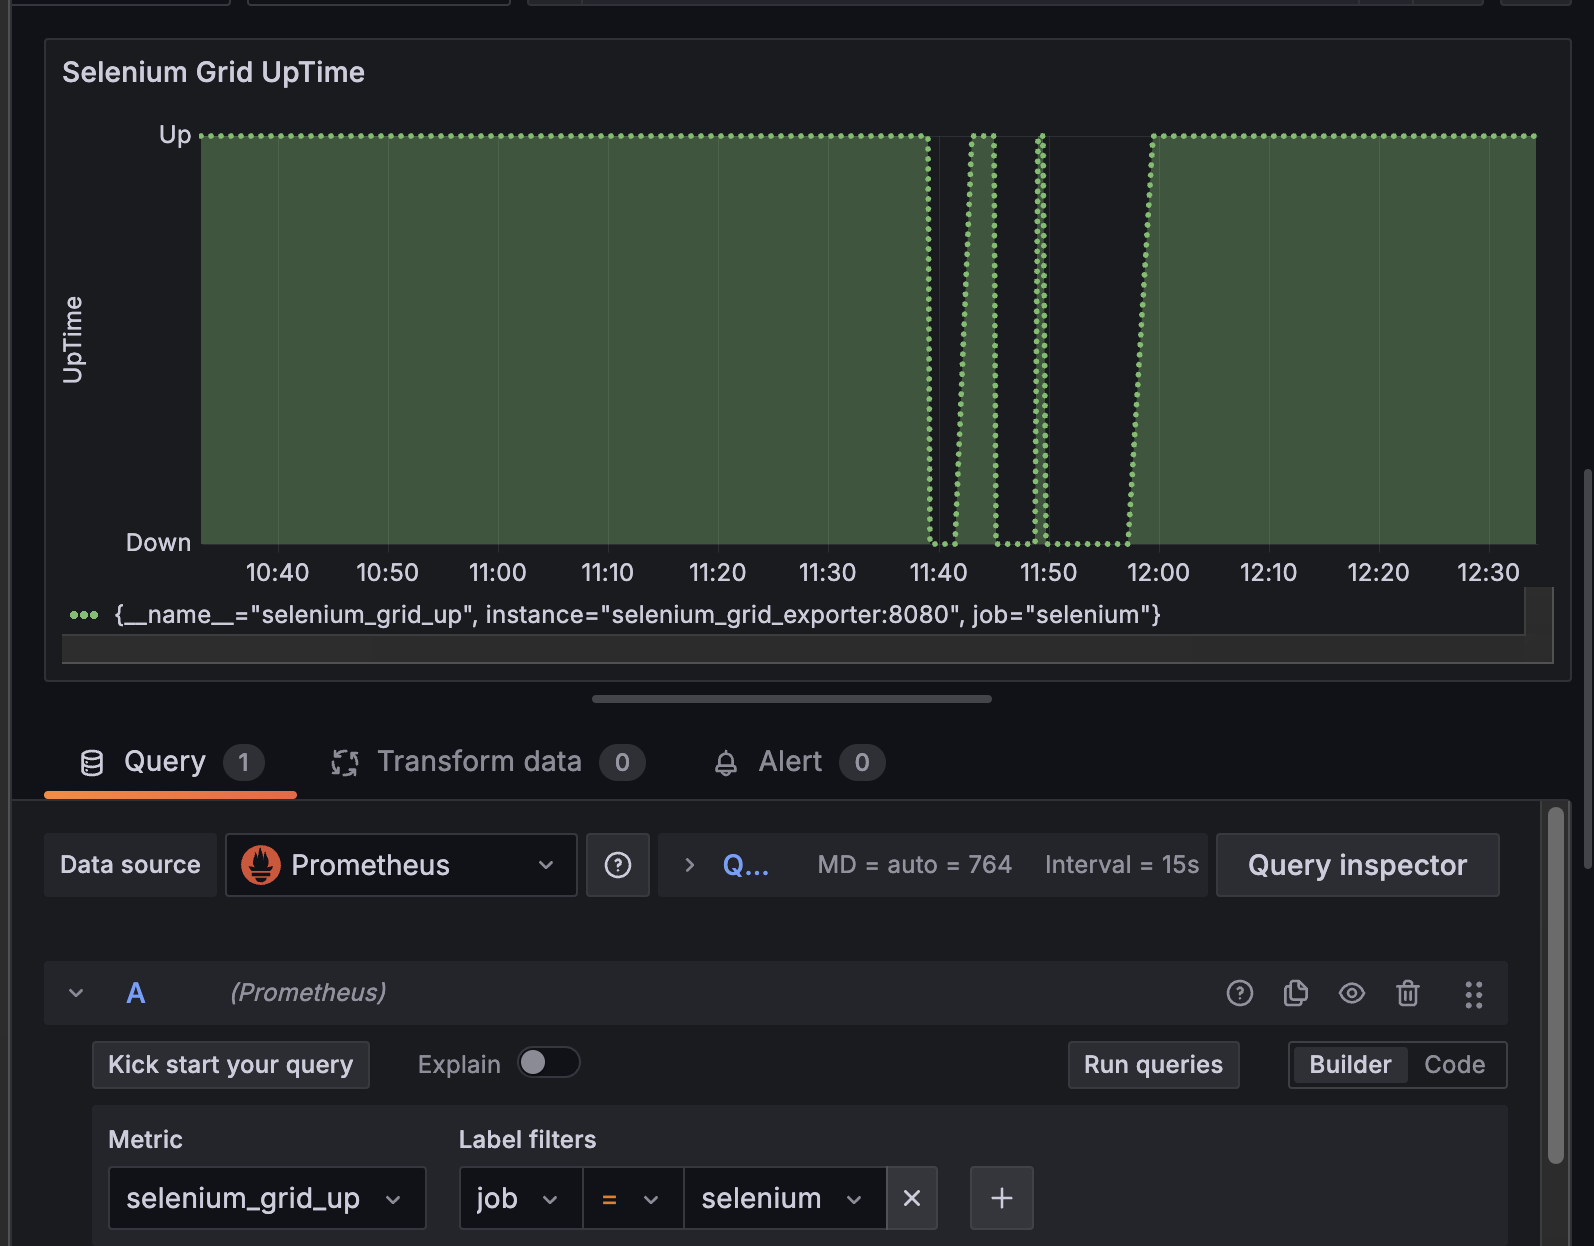 Selenium Grid UpTime
Up
UpTime
Down
10:40 10:50 11:00 11:10 11:20 11:30 11:40 11:50 12:00 12:10 12:20 12:30
{__name__="selenium_grid_up", instance="selenium_grid_exporter:8080", job="selenium"}
Query 1 Transform data 0 Alert 0
Data source Prometheus Q... MD = auto = 764 Interval = 15s Query inspector
A (Prometheus)
Kick start your query Explain Run queries Builder Code
Metric Label filters
selenium_grid_up job = selenium